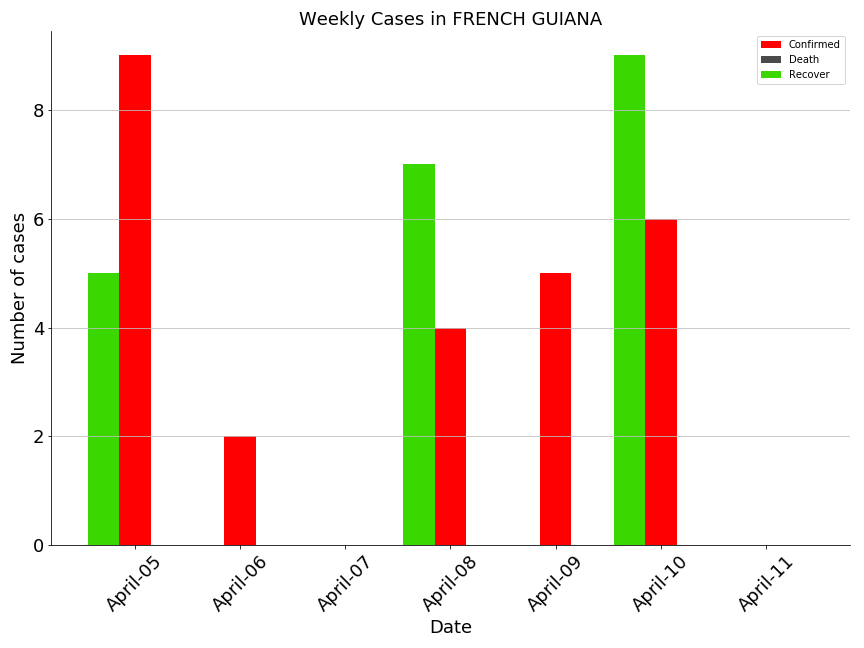 Weekly Cases in FRENCH GUIANA
Confirmed
Death
Recover
Number of cases
8
6
4
2
0
April-05
April-06
April-07
April-08
April-09
April-10
April-11
Date